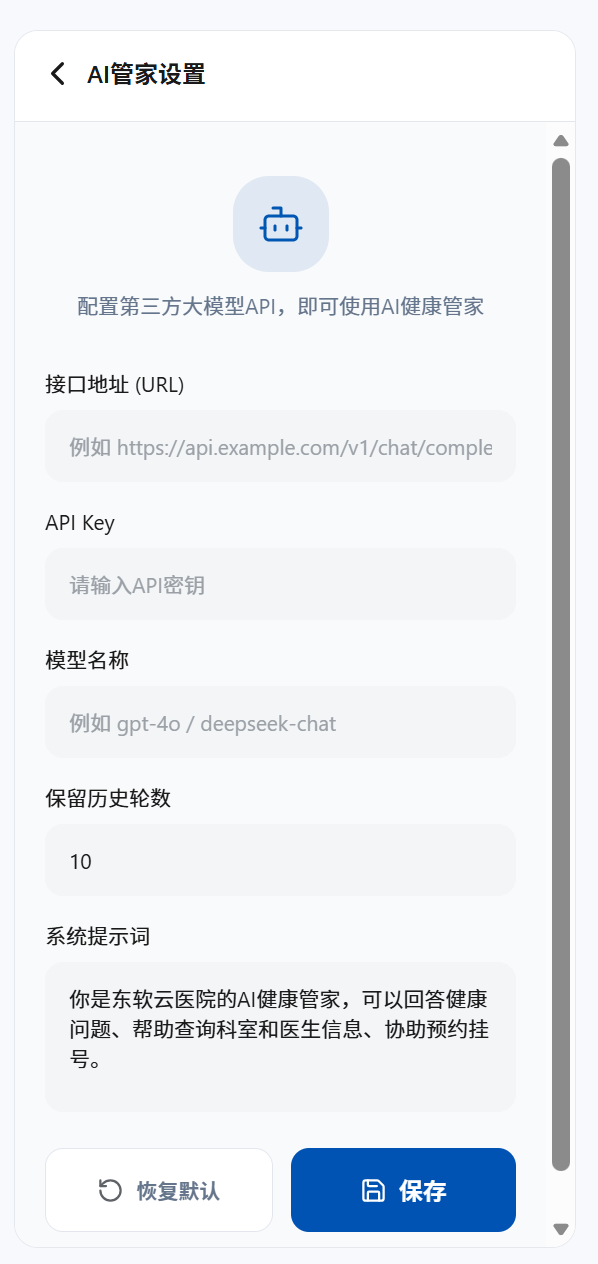 AI管家设置
配置第三方大模型API，即可使用AI健康管家
接口地址 (URL)
例如 https://api.example.com/v1/chat/comple
API Key
请输入API密钥
模型名称
例如 gpt-4o / deepseek-chat
保留历史轮数
10
系统提示词
你是东软云医院的AI健康管家，可以回答健康
问题、帮助查询科室和医生信息、协助预约挂
号。
恢复默认
保存